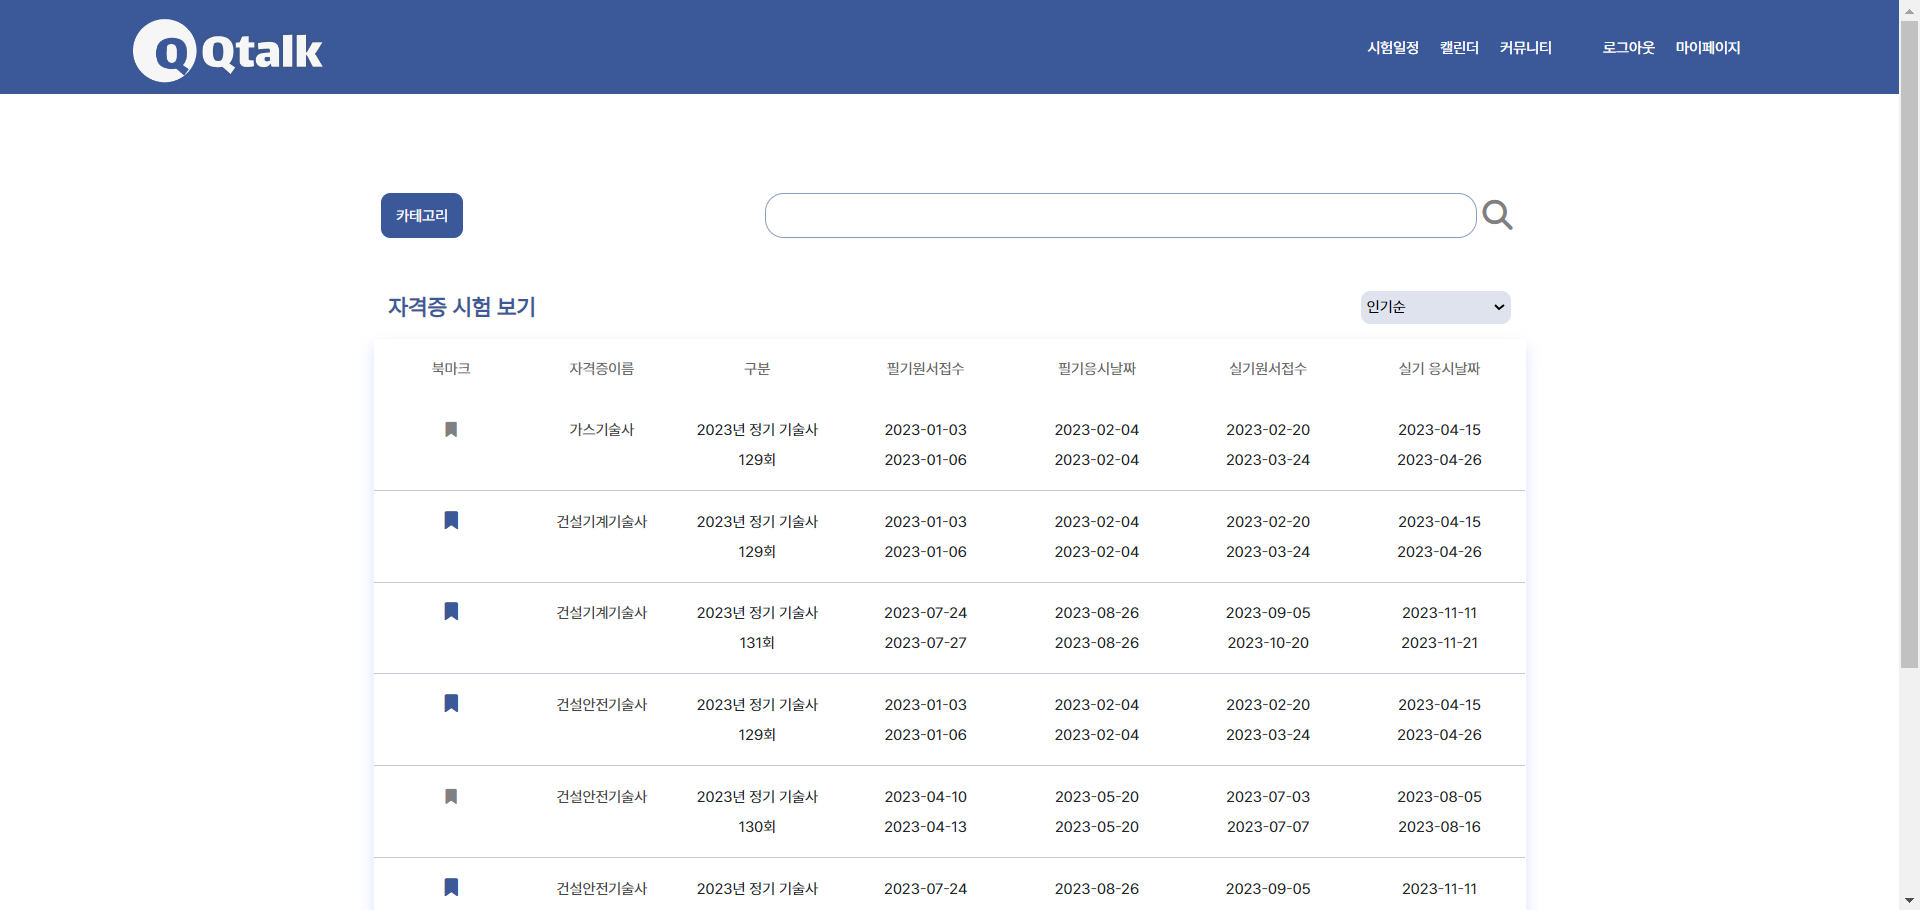 Qtalk
시험일정 캘린더 커뮤니티 로그아웃 마이페이지
카테고리
자격증 시험 보기
인기순
북마크 자격증이름 구분 필기원서접수 필기응시날짜 실기원서접수 실기 응시날짜
가스기술사 2023년 정기 기술사 2023-01-03 2023-02-04 2023-02-20 2023-04-15
129회 2023-01-06 2023-02-04 2023-03-24 2023-04-26
건설기계기술사 2023년 정기 기술사 2023-01-03 2023-02-04 2023-02-20 2023-04-15
129회 2023-01-06 2023-02-04 2023-03-24 2023-04-26
건설기계기술사 2023년 정기 기술사 2023-07-24 2023-08-26 2023-09-05 2023-11-11
131회 2023-07-27 2023-08-26 2023-10-20 2023-11-21
건설안전기술사 2023년 정기 기술사 2023-01-03 2023-02-04 2023-02-20 2023-04-15
129회 2023-01-06 2023-02-04 2023-03-24 2023-04-26
건설안전기술사 2023년 정기 기술사 2023-04-10 2023-05-20 2023-07-03 2023-08-05
130회 2023-04-13 2023-05-20 2023-07-07 2023-08-16
건설안전기술사 2023년 정기 기술사 2023-07-24 2023-08-26 2023-09-05 2023-11-11